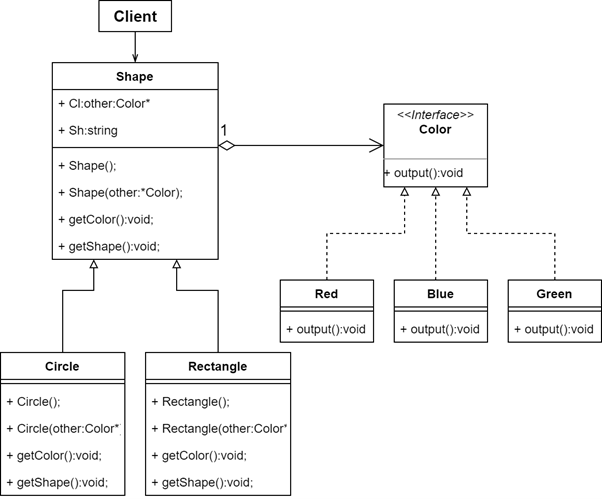 Client
Shape
+ Cl:other:Color*
+ Sh:string
+ Shape();
+ Shape(other:*Color);
+ getColor():void;
+ getShape():void;
1
<<Interface>>
Color
+ output():void
Red
+ output():void
Blue
+ output():void
Green
+ output():void
Circle
+ Circle();
+ Circle(other:Color*)
+ getColor():void;
+ getShape():void;
Rectangle
+ Rectangle();
+ Rectangle(other:Color*
+ getColor():void;
+ getShape():void;